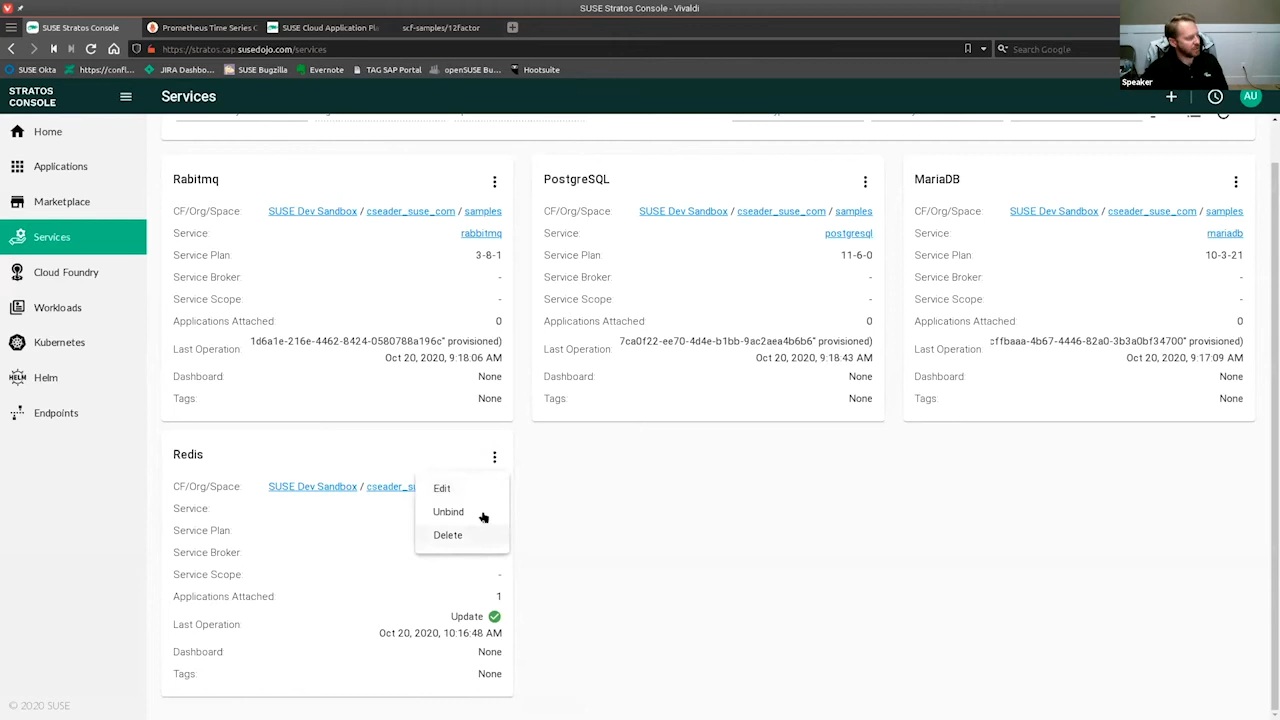 SUSE Stratos Console - Vivaldi
SUSE Stratos Console
Prometheus Time Series C
SUSE Cloud Application Pl
scf-samples/12factor
https://stratos.cap.susedojo.com/services
Search Google
SUSE Okta
https://confl...
JIRA Dashbo...
SUSE Bugzilla
Evernote
TAG SAP Portal
openSUSE Bu...
Hootsuite
Speaker
STRATOS
CONSOLE
Services
AU
Home
Applications
Marketplace
Services
Cloud Foundry
Workloads
Kubernetes
HELM Helm
Endpoints
© 2020 SUSE
Rabitmq
CF/Org/Space: SUSE Dev Sandbox / cseader_suse_com / samples
Service: rabbitmq
Service Plan: 3-8-1
Service Broker: -
Service Scope: -
Applications Attached: 0
Last Operation: 1d6a1e-216e-4462-8424-0580788a196c" provisioned)
Oct 20, 2020, 9:18:06 AM
Dashboard: None
Tags: None
PostgreSQL
CF/Org/Space: SUSE Dev Sandbox / cseader_suse_com / samples
Service: postgresql
Service Plan: 11-6-0
Service Broker: -
Service Scope: -
Applications Attached: 0
Last Operation: 7ca0f22-ee70-4d4e-b1bb-9ac2aea4b6b6" provisioned)
Oct 20, 2020, 9:18:43 AM
Dashboard: None
Tags: None
MariaDB
CF/Org/Space: SUSE Dev Sandbox / cseader_suse_com / samples
Service: mariadb
Service Plan: 10-3-21
Service Broker: -
Service Scope: -
Applications Attached: 0
Last Operation: cffbaaa-4b67-4446-82a0-3b3a0bf34700" provisioned)
Oct 20, 2020, 9:17:09 AM
Dashboard: None
Tags: None
Redis
CF/Org/Space: SUSE Dev Sandbox / cseader_su
Service:
Service Plan:
Service Broker:
Service Scope: -
Applications Attached: 1
Last Operation: Update
Oct 20, 2020, 10:16:48 AM
Dashboard: None
Tags: None
Edit
Unbind
Delete